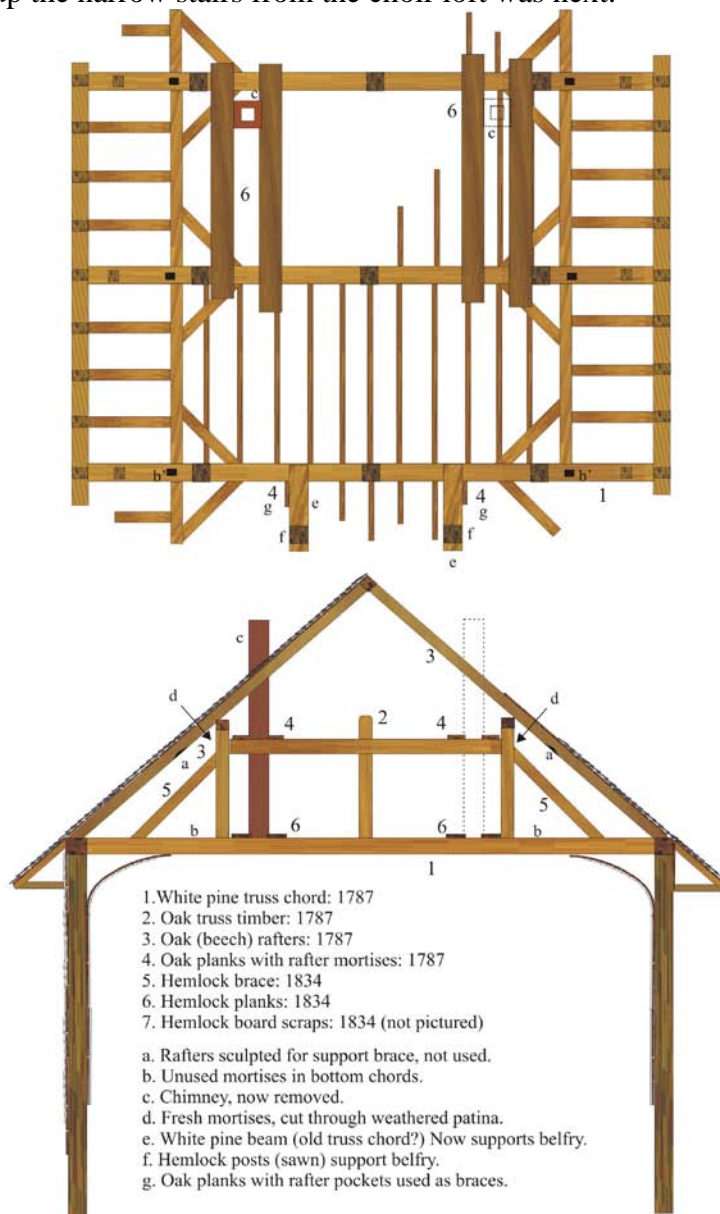 up the narrow stairs from the choir loft was next.
c
6
c
6
b'
b'
4
4
1
g
e
g
f
f
e
c
3
d
d
2
4
4
3
a
a
5
5
6
6
b
b
1
1.White pine truss chord: 1787
2. Oak truss timber: 1787
3. Oak (beech) rafters: 1787
4. Oak planks with rafter mortises: 1787
5. Hemlock brace: 1834
6. Hemlock planks: 1834
7. Hemlock board scraps: 1834 (not pictured)
a. Rafters sculpted for support brace, not used.
b. Unused mortises in bottom chords.
c. Chimney, now removed.
d. Fresh mortises, cut through weathered patina.
e. White pine beam (old truss chord?) Now supports belfry.
f. Hemlock posts (sawn) support belfry.
g. Oak planks with rafter pockets used as braces.